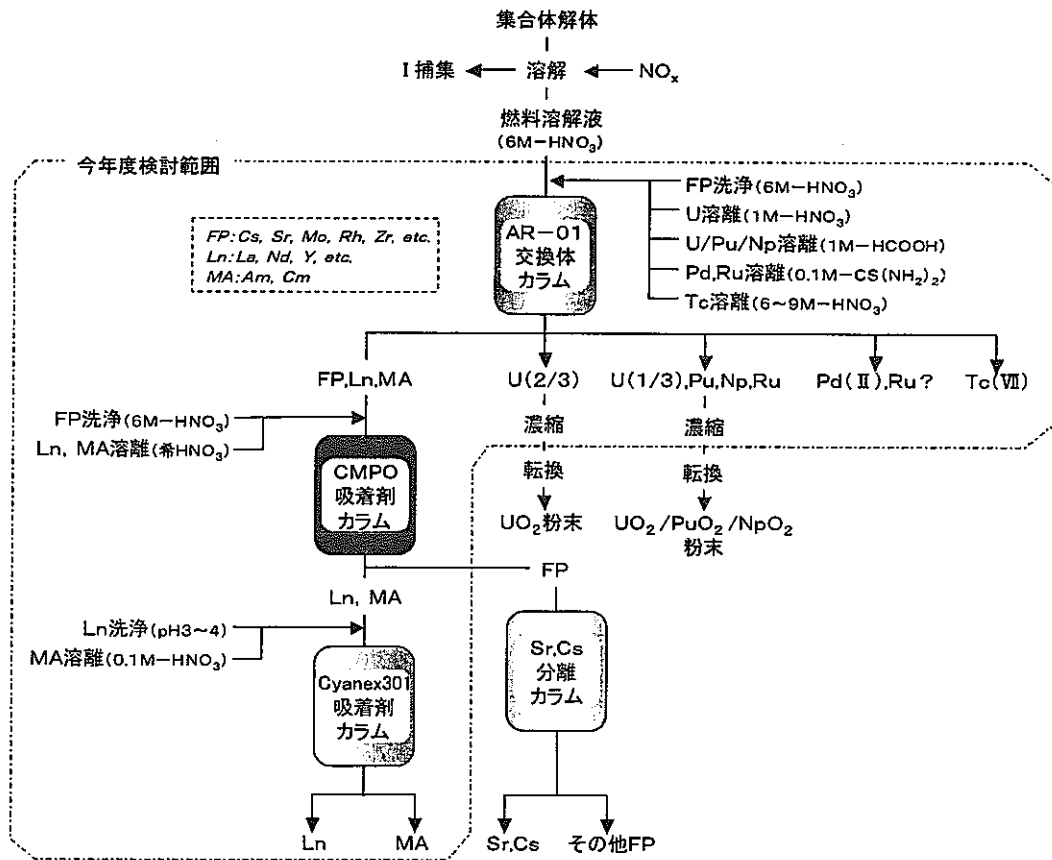 集合体解体
I 捕集
溶解
NOx
燃料溶解液
(6M-HNO3)
今年度検討範囲
FP:Cs, Sr, Mo, Rh, Zr, etc.
Ln:La, Nd, Y, etc.
MA:Am, Cm
AR-01
交換体
カラム
FP洗浄(6M-HNO3)
U溶離(1M-HNO3)
U/Pu/Np溶離(1M-HCOOH)
Pd,Ru溶離(0.1M-CS(NH2)2)
Tc溶離(6~9M-HNO3)
FP,Ln,MA
U(2/3)
U(1/3),Pu,Np,Ru
Pd(Ⅱ),Ru?
Tc(Ⅶ)
FP洗浄(6M-HNO3)
Ln, MA溶離(希HNO3)
濃縮
濃縮
CMPO
吸着剤
カラム
転換
転換
UO2粉末
UO2/PuO2/NpO2
粉末
FP
Ln, MA
Ln洗浄(pH3~4)
MA溶離(0.1M-HNO3)
Cyanex301
吸着剤
カラム
Sr,Cs
分離
カラム
Ln
MA
Sr,Cs
その他FP